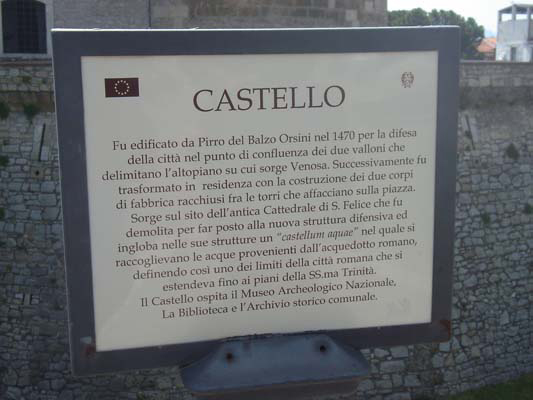 CASTELLO
Fu edificato da Pirro del Balzo Orsini nel 1470 per la difesa
della città nel punto di confluenza dei due valloni che
delimitano l'altopiano su cui sorge Venosa. Successivamente fu
trasformato in residenza con la costruzione dei due corpi
di fabbrica racchiusi fra le torri che affacciano sulla piazza.
Sorge sul sito dell'antica Cattedrale di S. Felice che fu
demolita per far posto alla nuova struttura difensiva ed
ingloba nelle sue strutture un "castellum aquae" nel quale si
raccoglievano le acque provenienti dall'acquedotto romano,
definendo così uno dei limiti della città romana che si
estendeva fino ai piani della SS.ma Trinità.
Il Castello ospita il Museo Archeologico Nazionale,
La Biblioteca e l'Archivio storico comunale.